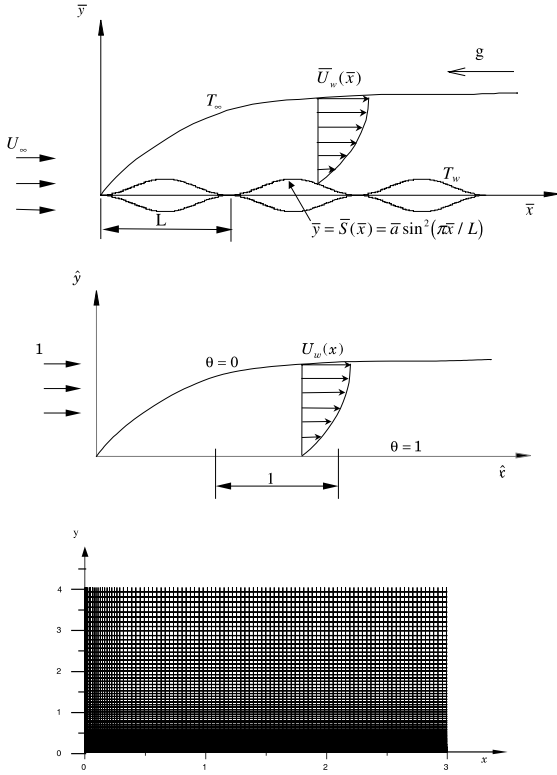 y̅
g
U̅_w(x̅)
T_∞
U_∞
T_w
L
x̅
y̅ = S̅(x̅) = a̅ sin²(πx̅ / L)
ŷ
1
θ = 0
U_w(x)
θ = 1
x̂
1
y
4
3
2
1
0
0
1
2
3
x